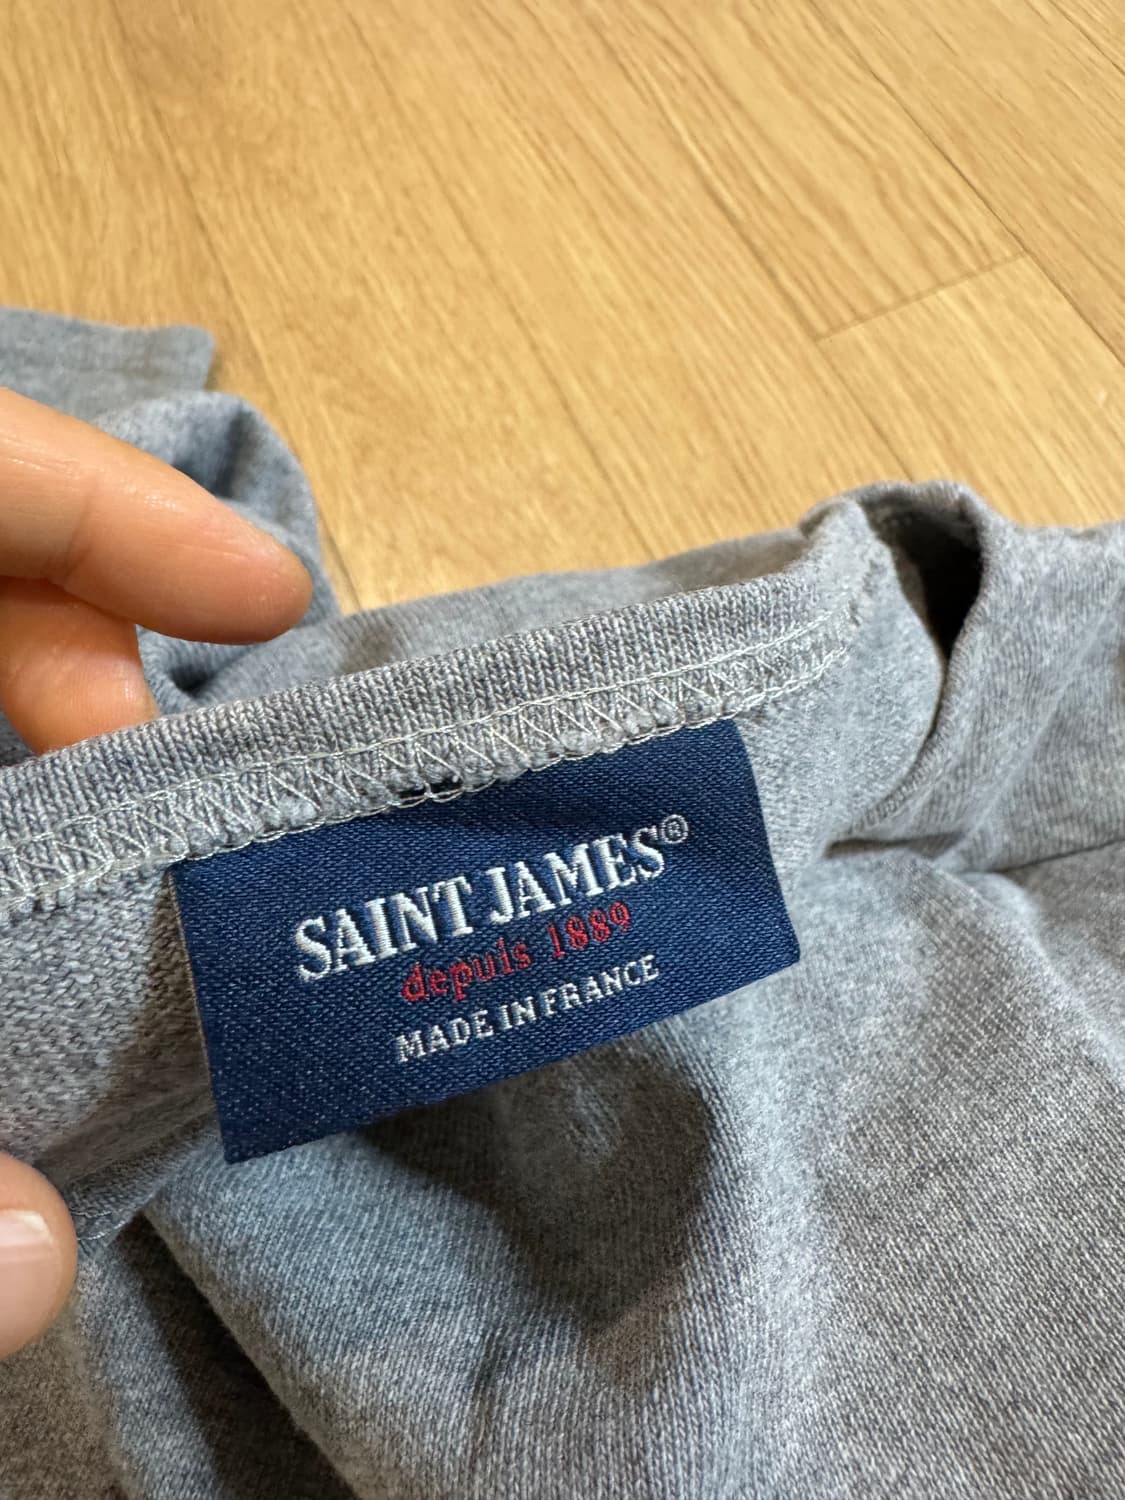 SAINT JAMES®
depuis 1889
MADE IN FRANCE